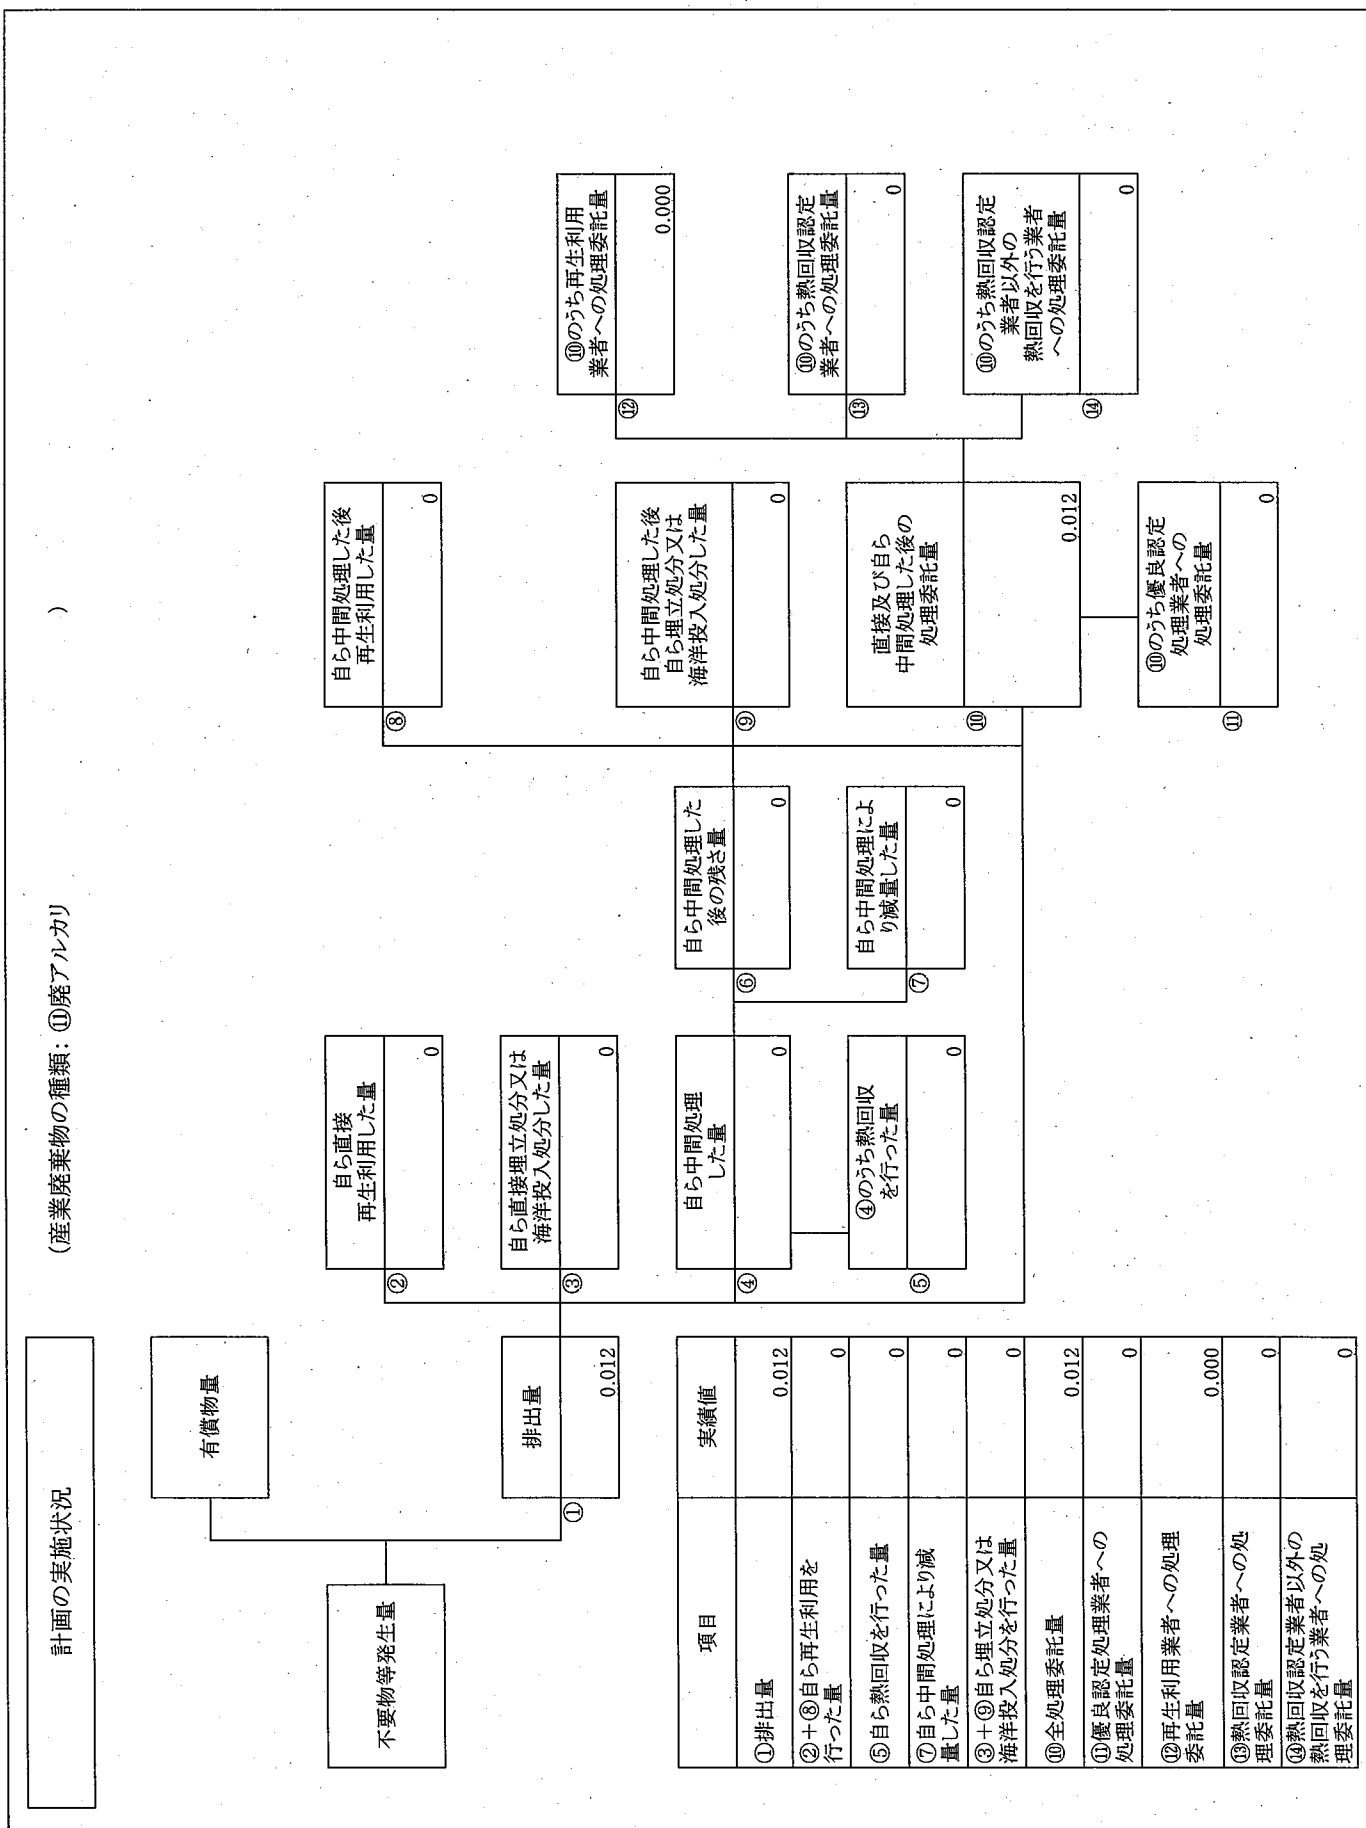 計画の実施状況
(産業廃棄物の種類：⑪廃アルカリ
)
不要物等発生量
有償物量
①
排出量
0.012
②
自ら直接
再生利用した量
0
③
自ら直接埋立処分又は
海洋投入処分した量
0
④
自ら中間処理
した量
0
⑤
④のうち熱回収
を行った量
0
⑥
自ら中間処理した
後の残さ量
0
⑦
自ら中間処理によ
り減量した量
0
⑧
自ら中間処理した後
再生利用した量
0
⑨
自ら中間処理した後
自ら埋立処分又は
海洋投入処分した量
0
⑩
直接及び自ら
中間処理した後の
処理委託量
0.012
⑪
⑩のうち優良認定
処理業者への
処理委託量
0
⑫
⑩のうち再生利用
業者への処理委託量
0.000
⑬
⑩のうち熱回収認定
業者への処理委託量
0
⑭
⑩のうち熱回収認定
業者以外の
熱回収を行う業者
への処理委託量
0
項目
実績値
①排出量
0.012
②＋⑧自ら再生利用を
行った量
0
⑤自ら熱回収を行った量
0
⑦自ら中間処理により減
量した量
0
③＋⑨自ら埋立処分又は
海洋投入処分を行った量
0
⑩全処理委託量
0.012
⑪優良認定処理業者への
処理委託量
0
⑫再生利用業者への処理
委託量
0.000
⑬熱回収認定業者への処
理委託量
0
⑭熱回収認定業者以外の
熱回収を行う業者への処
理委託量
0